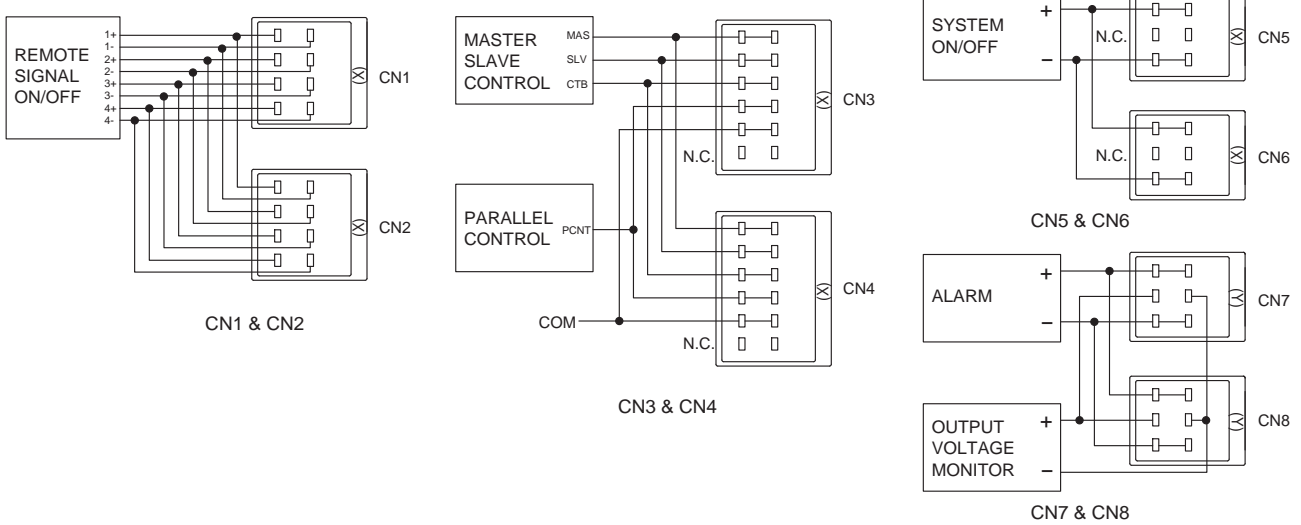 REMOTE
SIGNAL
ON/OFF
1+
1-
2+
2-
3+
3-
4+
4-
(X)
CN1
(X)
CN2
CN1 & CN2
MASTER
SLAVE
CONTROL
MAS
SLV
CTB
(X)
CN3
N.C.
PARALLEL
CONTROL
PCNT
(X)
CN4
COM
N.C.
CN3 & CN4
SYSTEM
ON/OFF
+
−
N.C.
(X)
CN5
N.C.
(X)
CN6
CN5 & CN6
ALARM
+
−
(Y)
CN7
OUTPUT
VOLTAGE
MONITOR
+
−
(Y)
CN8
CN7 & CN8